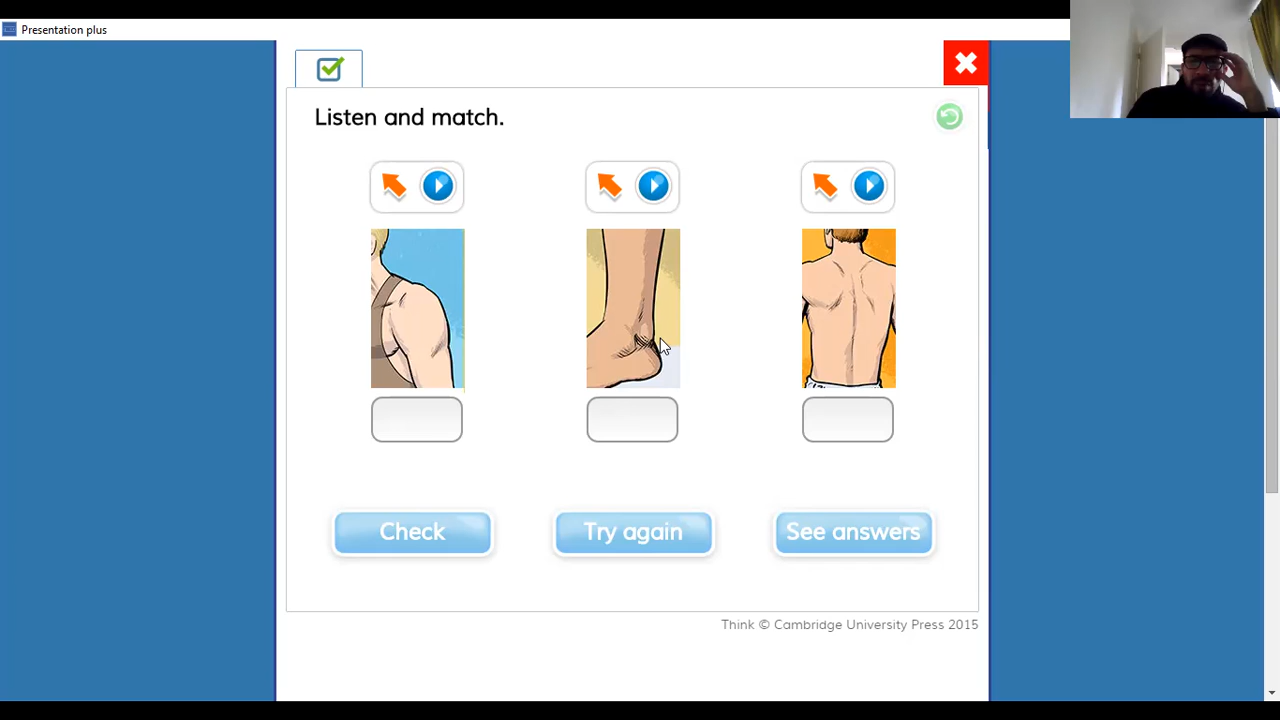 Presentation plus
Listen and match.
Check
Try again
See answers
Think © Cambridge University Press 2015